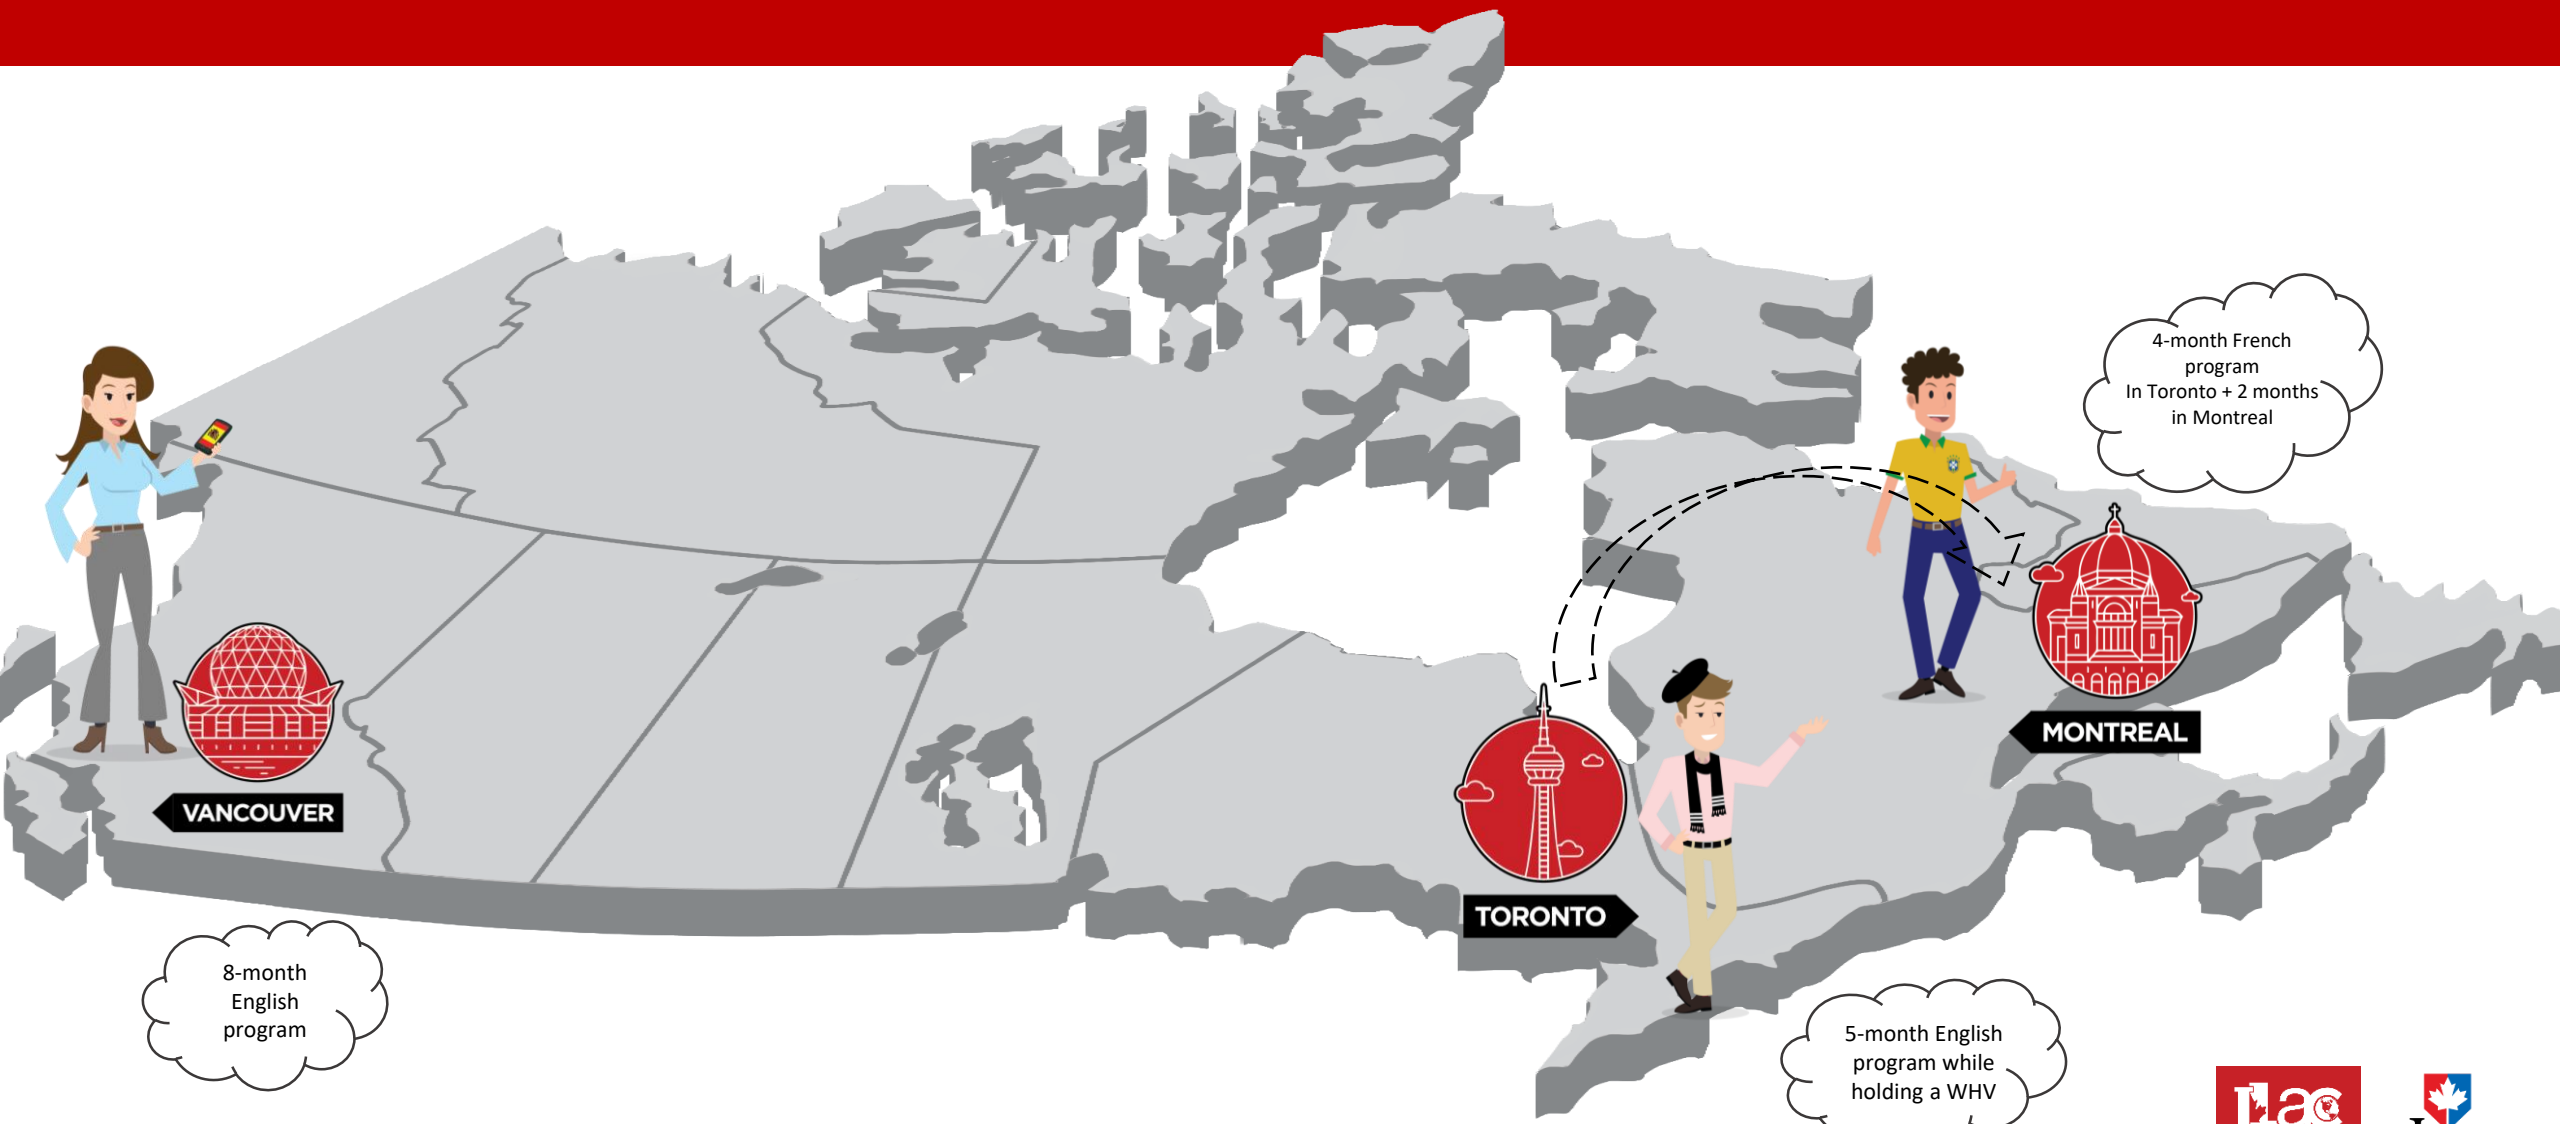 4-month French
program
In Toronto + 2 months
in Montreal
MONTREAL
VANCOUVER
TORONTO
8-month
English
program
5-month English
program while
holding a WHV
ilac